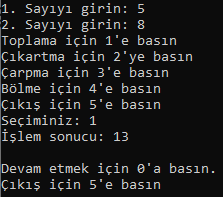 1. Sayıyı girin: 5
2. Sayıyı girin: 8
Toplama için 1'e basın
Çıkartma için 2'ye basın
Çarpma için 3'e basın
Bölme için 4'e basın
Çıkış için 5'e basın
Seçiminiz: 1
İşlem sonucu: 13
Devam etmek için 0'a basın.
Çıkış için 5'e basın